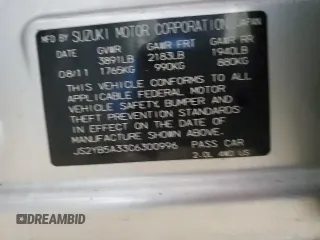 MFD BY SUZUKI MOTOR CORPORATION JAPAN
DATE GVWR GAWR FRT GAWR RR
3891LB 2183LB 1940LB
08/11 1765KG 990KG 880KG
THIS VEHICLE CONFORMS TO ALL
APPLICABLE FEDERAL MOTOR
VEHICLE SAFETY, BUMPER AND
THEFT PREVENTION STANDARDS
IN EFFECT ON THE DATE OF
MANUFACTURE SHOWN ABOVE.
JS2YB5A33C6300996 PASS CAR
2.0L 4WD US
DREAMBID